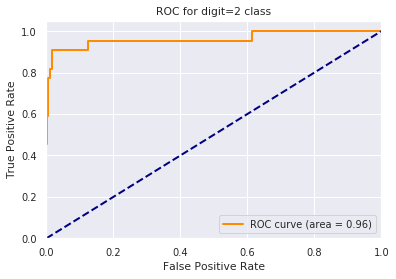 ROC for digit=2 class
True Positive Rate
1.0
0.8
0.6
0.4
0.2
0.0
ROC curve (area = 0.96)
0.0 0.2 0.4 0.6 0.8 1.0
False Positive Rate